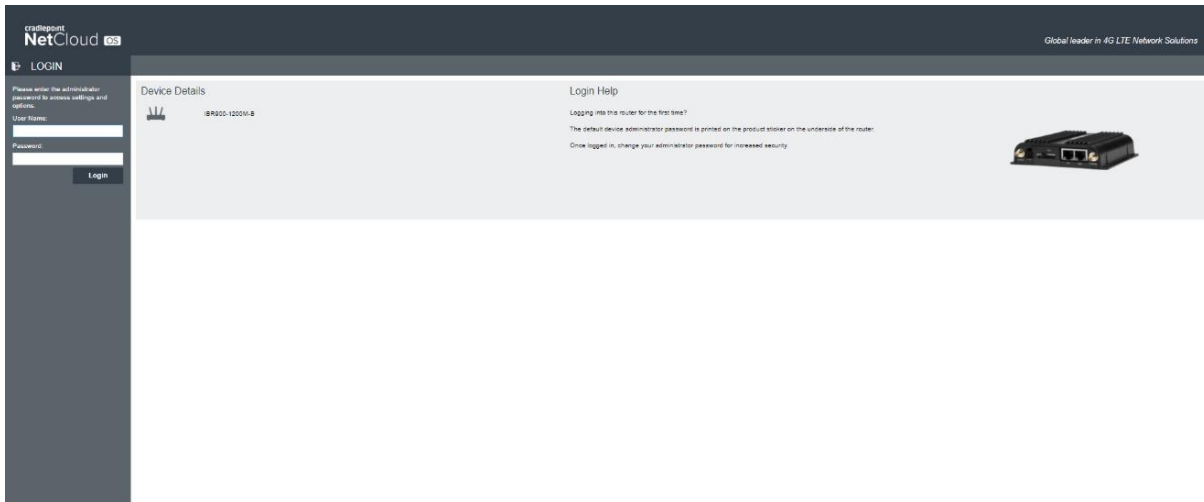 cradlepoint
NetCloud OS
Global leader in 4G LTE Network Solutions
LOGIN
Please enter the administrator
password to access settings and
options.
User Name:
Password:
Login
Device Details
IBR900-1200M-B
Login Help
Logging into this router for the first time?
The default device administrator password is printed on the product sticker on the underside of the router.
Once logged in, change your administrator password for increased security.